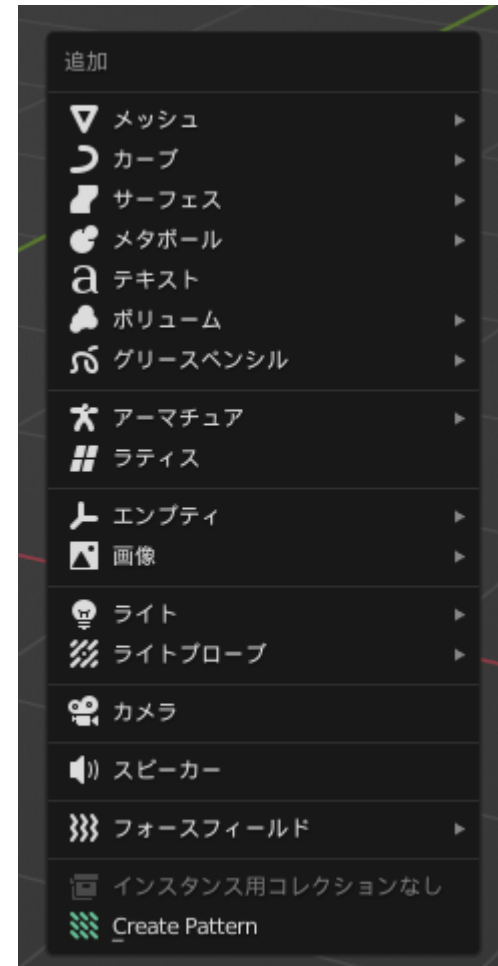 追加
メッシュ
カーブ
サーフェス
メタボール
テキスト
ボリューム
グリースペンシル
アーマチュア
ラティス
エンプティ
画像
ライト
ライトプローブ
カメラ
スピーカー
フォースフィールド
インスタンス用コレクションなし
Create Pattern